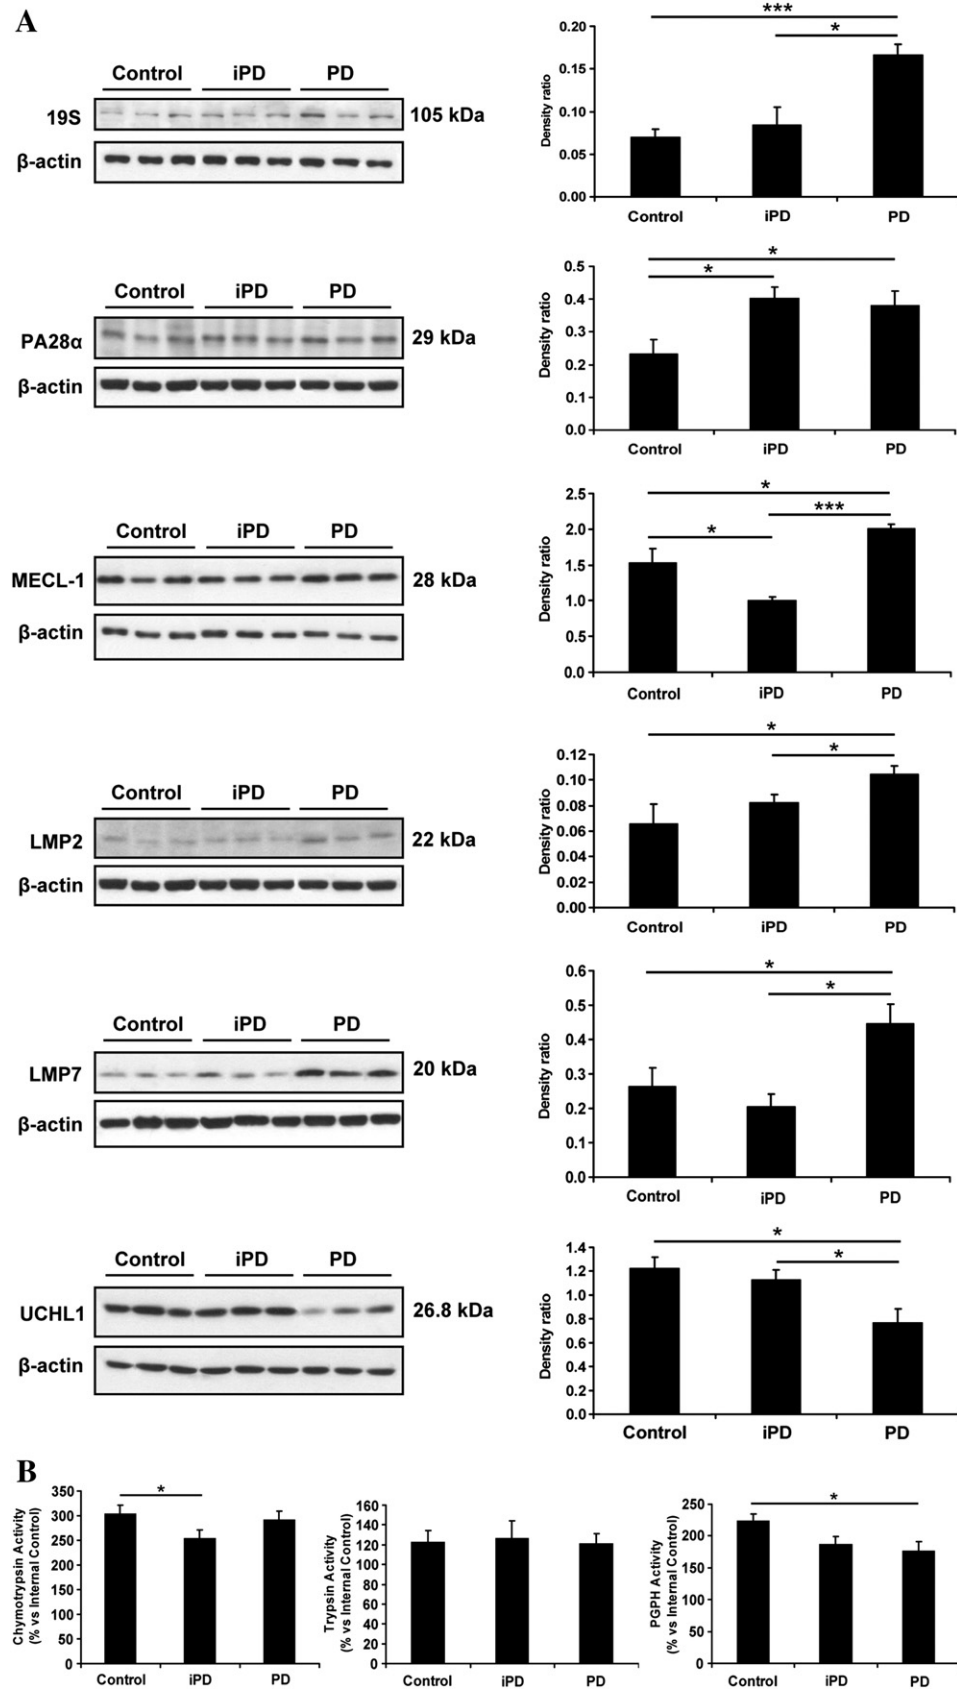 A
Control iPD PD
19S
105 kDa
β-actin
***
*
0.20
0.15
0.10
0.05
0.00
Density ratio
Control iPD PD
Control iPD PD
PA28α
29 kDa
β-actin
*
*
0.5
0.4
0.3
0.2
0.1
0.0
Density ratio
Control iPD PD
Control iPD PD
MECL-1
28 kDa
β-actin
*
***
*
2.5
2.0
1.5
1.0
0.5
0.0
Density ratio
Control iPD PD
Control iPD PD
LMP2
22 kDa
β-actin
*
*
0.12
0.10
0.08
0.06
0.04
0.02
0.00
Density ratio
Control iPD PD
Control iPD PD
LMP7
20 kDa
β-actin
*
*
0.6
0.5
0.4
0.3
0.2
0.1
0.0
Density ratio
Control iPD PD
Control iPD PD
UCHL1
26.8 kDa
β-actin
*
*
1.4
1.2
1.0
0.8
0.6
0.4
0.2
0.0
Density ratio
Control iPD PD
B
*
350
300
250
200
150
100
50
0
Chymotrypsin Activity
(% vs Internal Control)
Control iPD PD
160
140
120
100
80
60
40
20
0
Trypsin Activity
(% vs Internal Control)
Control iPD PD
*
250
200
150
100
50
0
PGPH Activity
(% vs Internal Control)
Control iPD PD